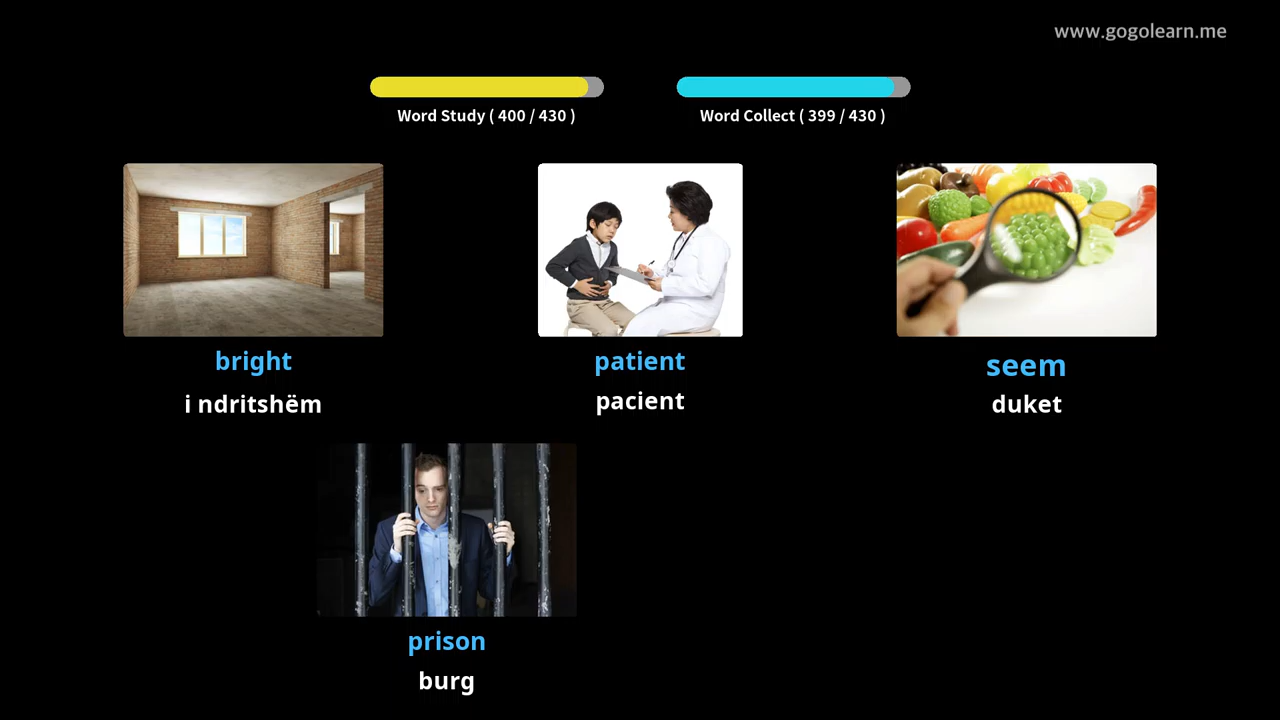 www.gogolearn.me
Word Study ( 400 / 430 )
Word Collect ( 399 / 430 )
bright
i ndritshëm
patient
pacient
seem
duket
prison
burg